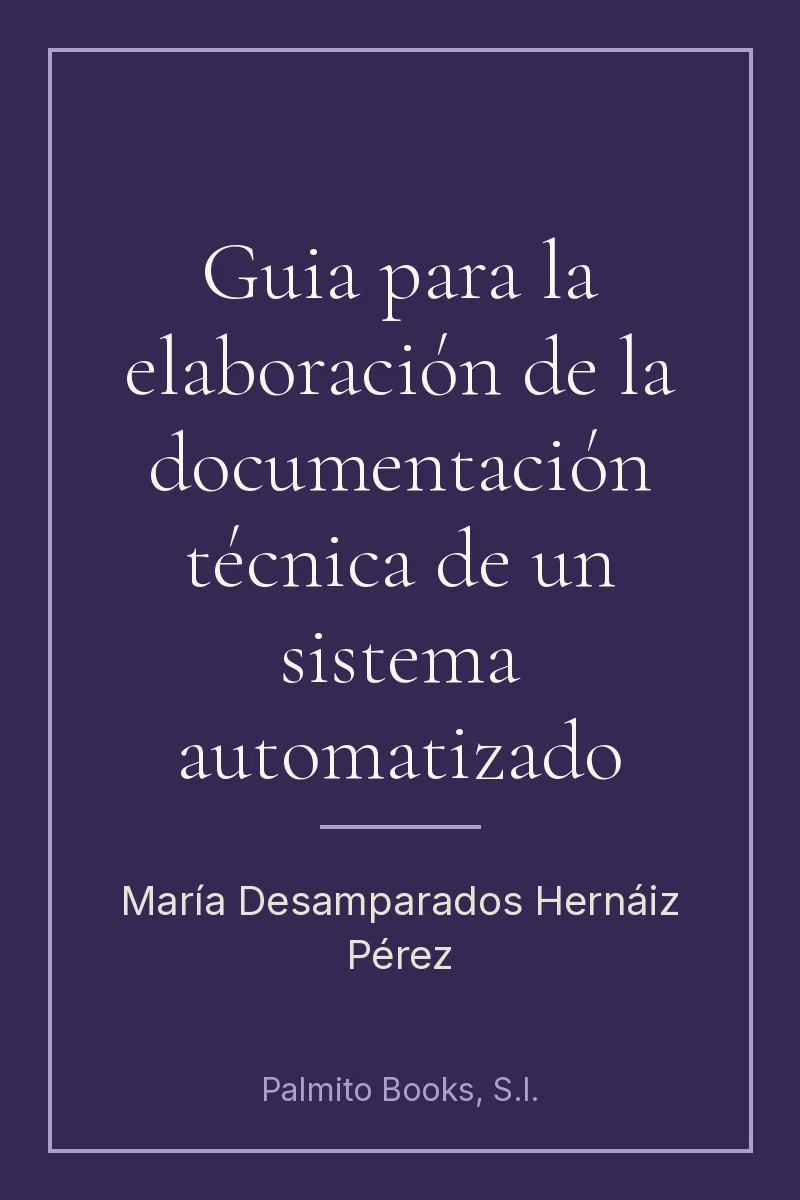 Guia para la
elaboración de la
documentación
técnica de un
sistema
automatizado
María Desamparados Hernáiz
Pérez
Palmito Books, S.l.